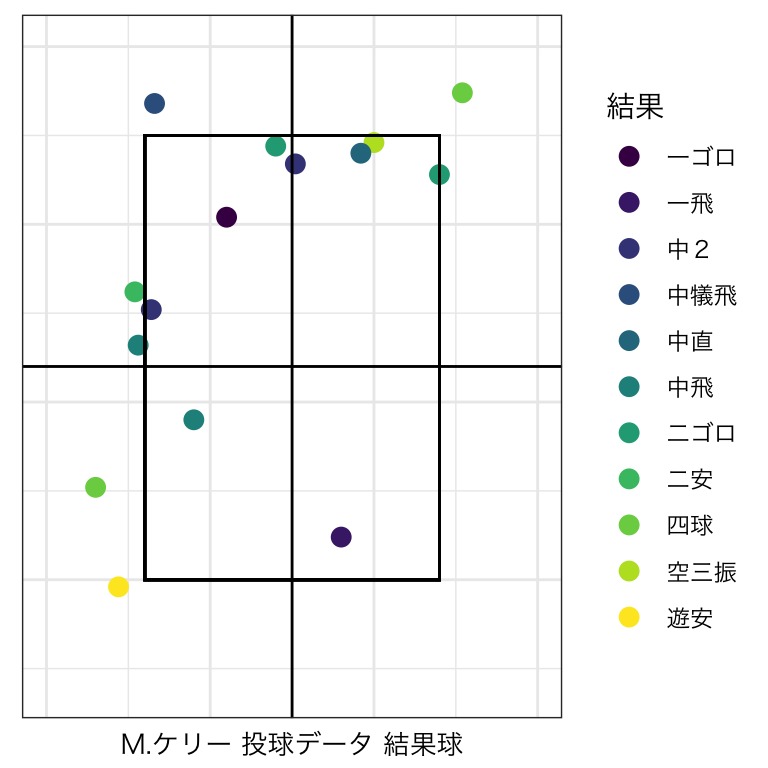 結果
一ゴロ
一飛
中２
中犠飛
中直
中飛
二ゴロ
二安
四球
空三振
遊安
M.ケリー 投球データ 結果球